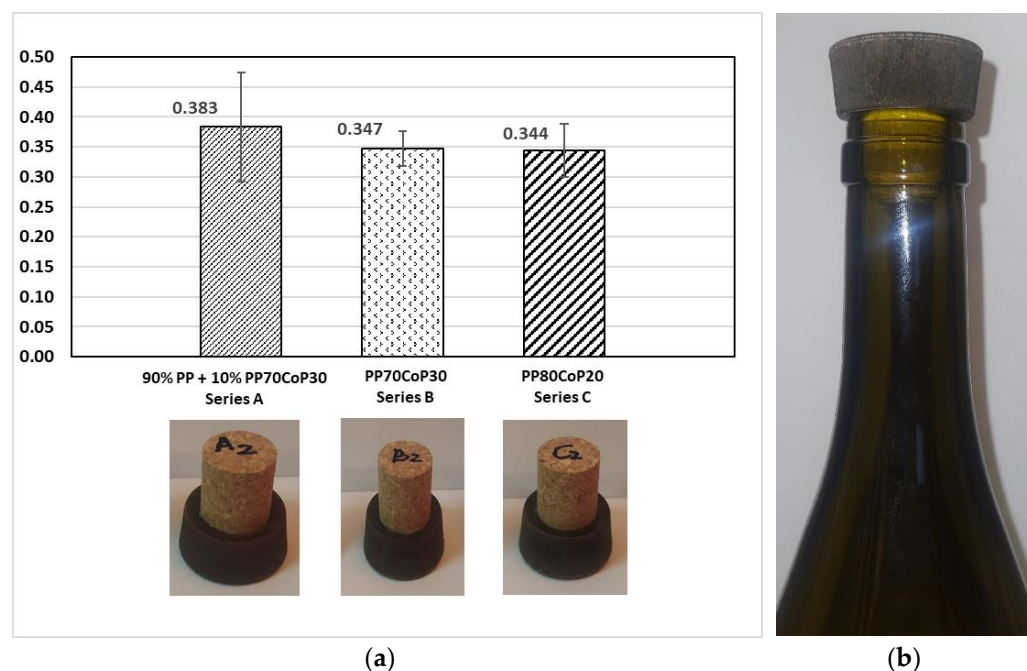 0.50
0.45
0.40
0.35
0.30
0.25
0.20
0.15
0.10
0.05
0.00
0.383
0.347
0.344
90% PP + 10% PP70CoP30
Series A
PP70CoP30
Series B
PP80CoP20
Series C
A2
B2
C2
(a)
(b)